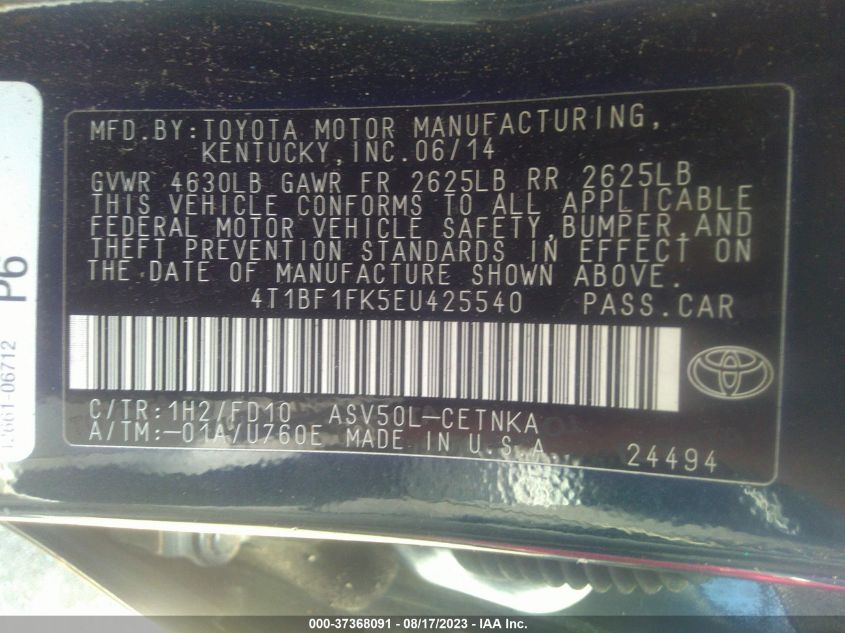 MFD.BY:TOYOTA MOTOR MANUFACTURING,
KENTUCKY,INC.06/14
GVWR 4630LB GAWR FR 2625LB RR 2625LB
THIS VEHICLE CONFORMS TO ALL APPLICABLE
FEDERAL MOTOR VEHICLE SAFETY,BUMPER,AND
THEFT PREVENTION STANDARDS IN EFFECT ON
THE DATE OF MANUFACTURE SHOWN ABOVE.
4T1BF1FK5EU425540 PASS.CAR
C/TR:1H2/FD10 ASV50L-CETNKA
A/TM:-01A/U760E MADE IN U.S.A.
24494
P6
000-37368091 - 08/17/2023 - IAA Inc.